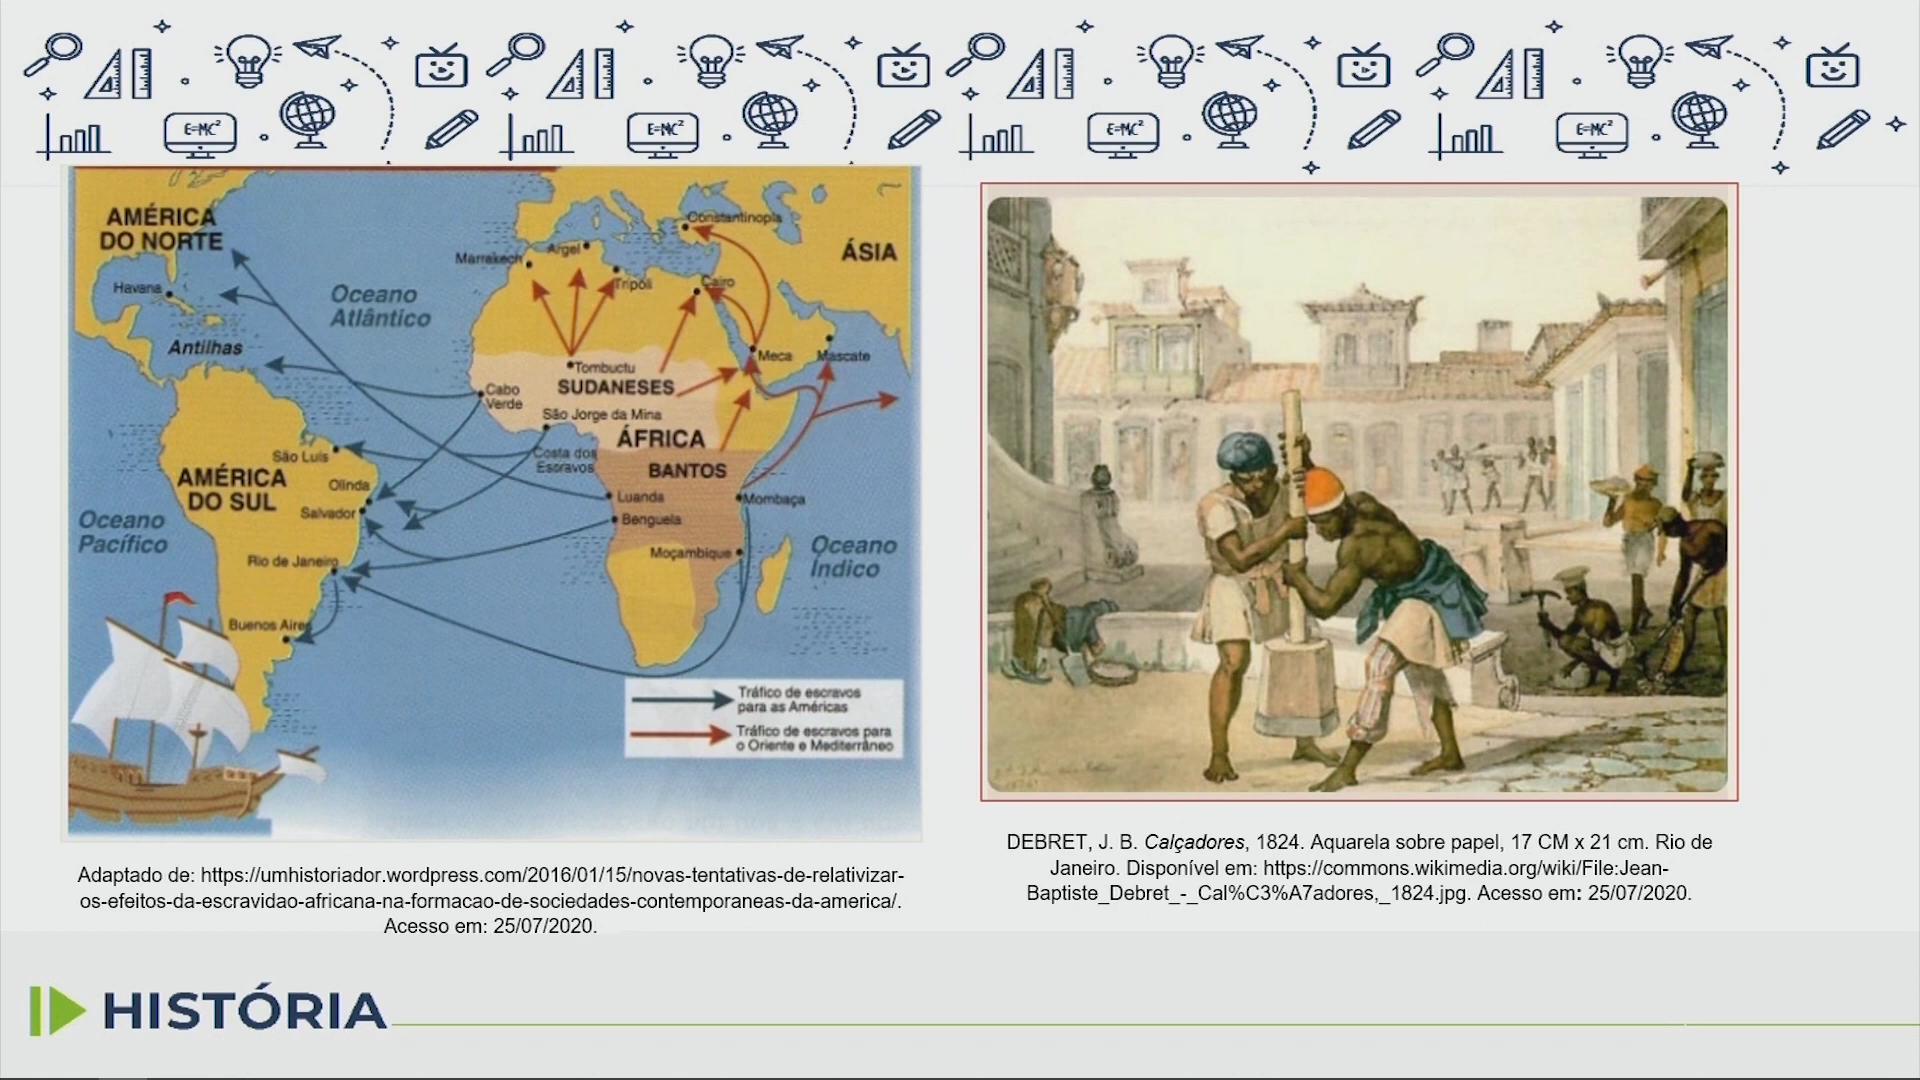 E=MC²
E=MC²
E=MC²
E=MC²
AMÉRICA
DO NORTE
Havana
Antilhas
Oceano
Atlântico
Marrakech
Argel
Trípoli
Constantinopla
Cairo
ÁSIA
Meca
Mascate
Tombuctu
SUDANESES
Cabo
Verde
São Jorge da Mina
ÁFRICA
Costa dos
Escravos
BANTOS
São Luís
AMÉRICA
DO SUL
Olinda
Salvador
Luanda
Mombaça
Benguela
Oceano
Pacífico
Rio de Janeiro
Moçambique
Oceano
Índico
Buenos Aires
Tráfico de escravos
para as Américas
Tráfico de escravos para
o Oriente e Mediterrâneo
Adaptado de: https://umhistoriador.wordpress.com/2016/01/15/novas-tentativas-de-relativizar-
os-efeitos-da-escravidao-africana-na-formacao-de-sociedades-contemporaneas-da-america/.
Acesso em: 25/07/2020.
DEBRET, J. B. Calçadores, 1824. Aquarela sobre papel, 17 CM x 21 cm. Rio de
Janeiro. Disponível em: https://commons.wikimedia.org/wiki/File:Jean-
Baptiste_Debret_-_Cal%C3%A7adores,_1824.jpg. Acesso em: 25/07/2020.
HISTÓRIA